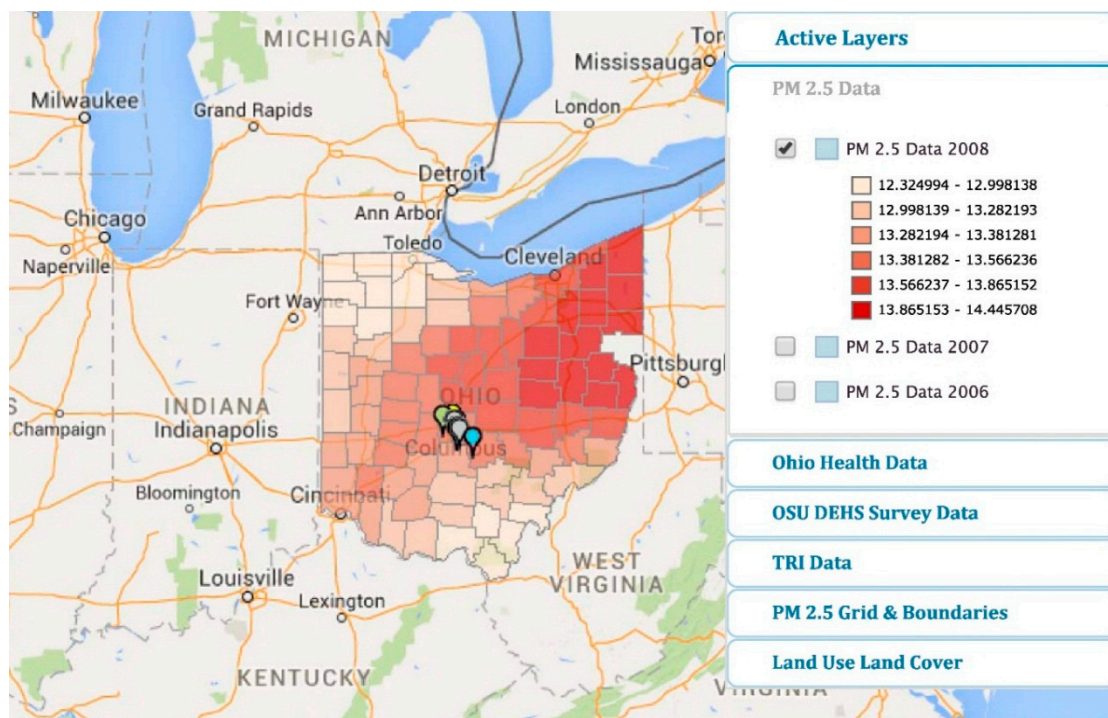 MICHIGAN
Milwaukee
Grand Rapids
Mississauga
London
Detroit
Ann Arbor
Chicago
Naperville
Toledo
Cleveland
Fort Wayne
Pittsburgh
OHIO
INDIANA
Champaign
Indianapolis
Columbus
Bloomington
Cincinnati
WEST
VIRGINIA
Louisville
Lexington
KENTUCKY
VIRGINIA
Active Layers
PM 2.5 Data
PM 2.5 Data 2008
12.324994 - 12.998138
12.998139 - 13.282193
13.282194 - 13.381281
13.381282 - 13.566236
13.566237 - 13.865152
13.865153 - 14.445708
PM 2.5 Data 2007
PM 2.5 Data 2006
Ohio Health Data
OSU DEHS Survey Data
TRI Data
PM 2.5 Grid & Boundaries
Land Use Land Cover